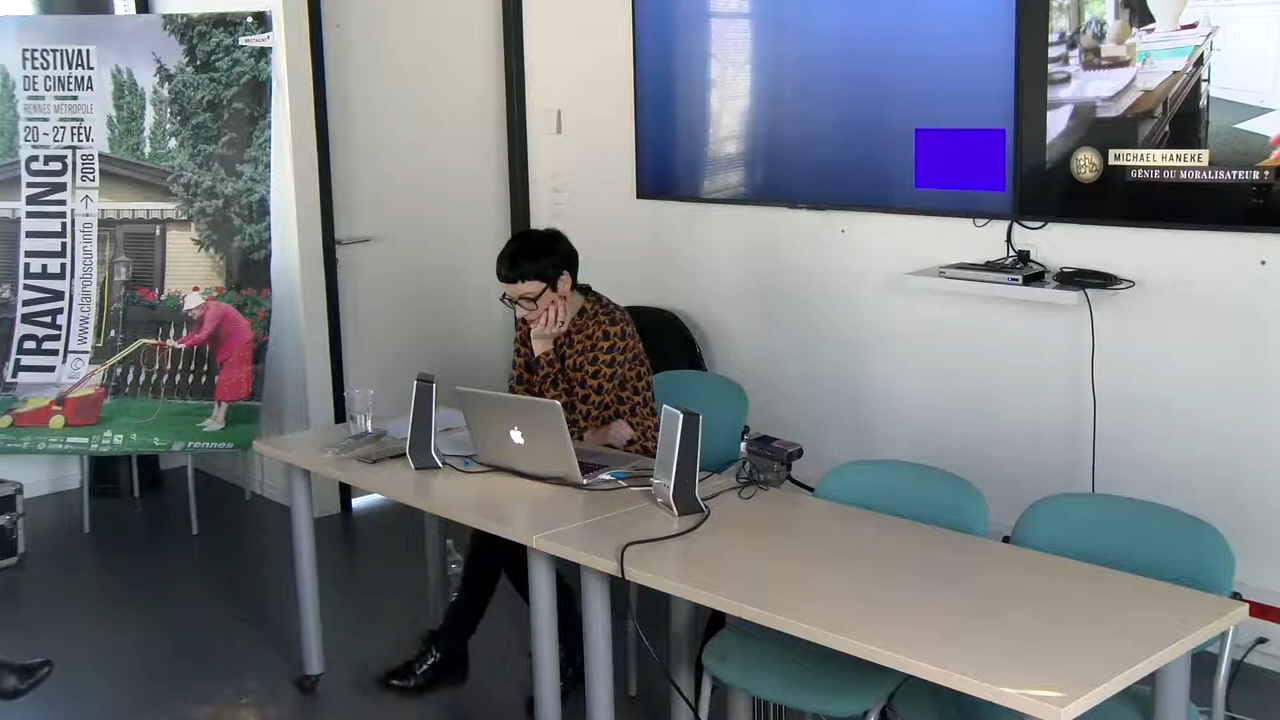 FESTIVAL
DE CINÉMA
RENNES MÉTROPOLE
20 – 27 FÉV.
TRAVELLING
→ 2018
www.clairobscur.info
BRETAGNE
rennes
MICHAEL HANEKE
GÉNIE OU MORALISATEUR ?